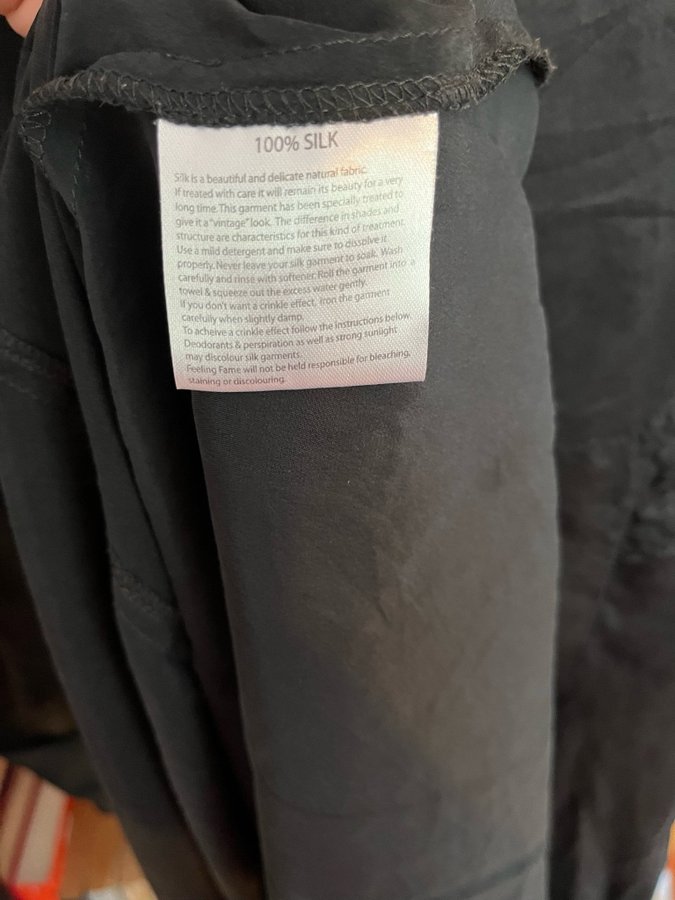 100% SILK
Silk is a beautiful and delicate natural fabric.
If treated with care it will remain its beauty for a very
long time.This garment has been specially treated to
give it a "vintage" look. The difference in shades and
structure are characteristics for this kind of treatment.
Use a mild detergent and make sure to dissolve it
properly. Never leave your silk garment to soak. Wash
carefully and rinse with softener. Roll the garment into a
towel & squeeze out the excess water gently.
If you don't want a crinkle effect, iron the garment
carefully when slightly damp.
To acheive a crinkle effect follow the instructions below.
Deodorants & perspiration as well as strong sunlight
may discolour silk garments.
Feeling Fame will not be held responsible for bleaching,
staining or discolouring.